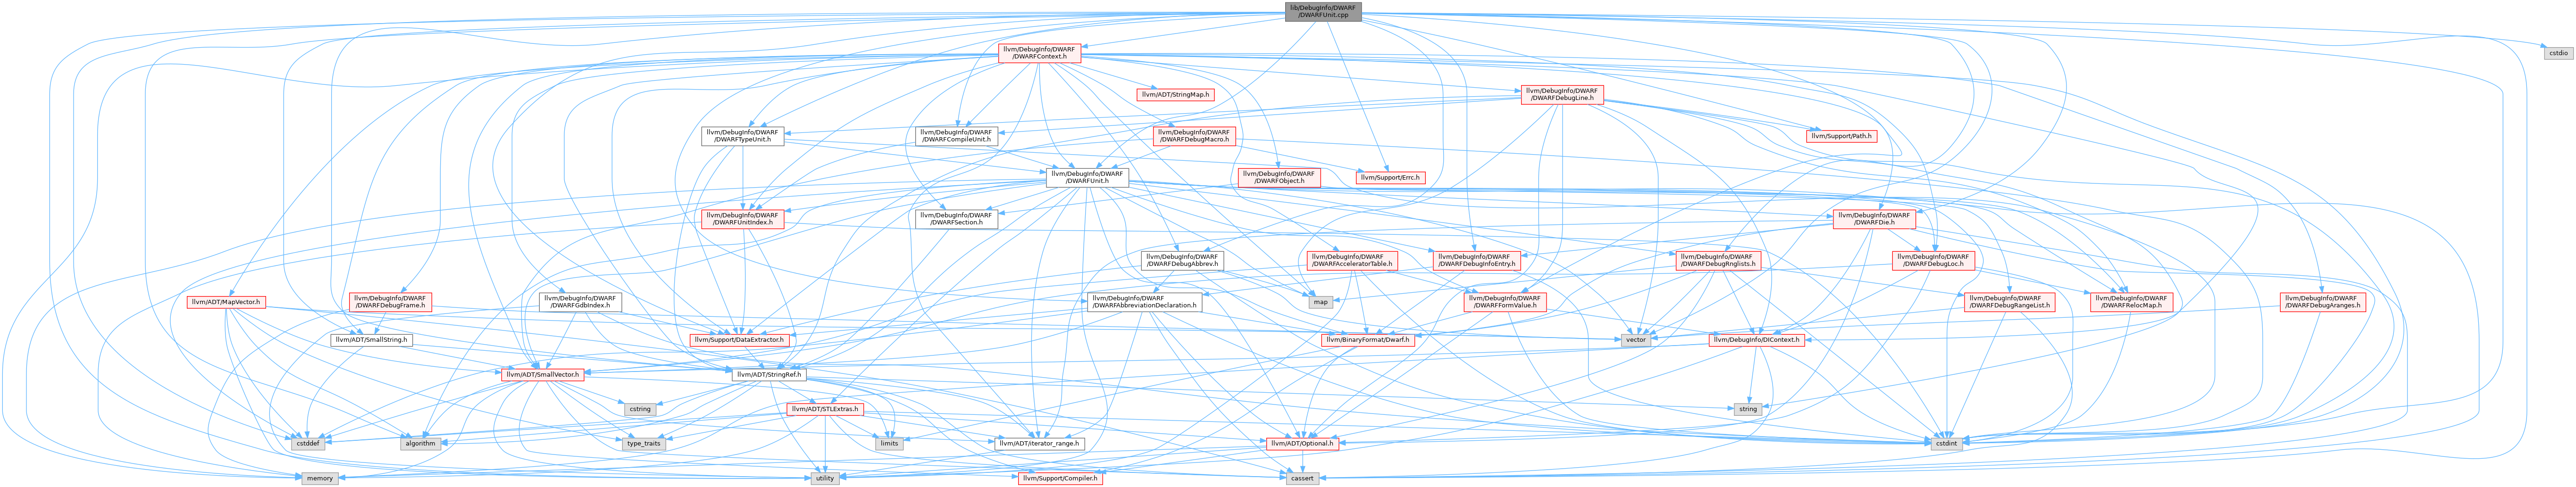 lib/DebugInfo/DWARF
/DWARFUnit.cpp
llvm/DebugInfo/DWARF
/DWARFContext.h
cstdio
llvm/ADT/StringMap.h
llvm/DebugInfo/DWARF
/DWARFDebugLine.h
llvm/DebugInfo/DWARF
/DWARFTypeUnit.h
llvm/DebugInfo/DWARF
/DWARFCompileUnit.h
llvm/DebugInfo/DWARF
/DWARFDebugMacro.h
llvm/Support/Path.h
llvm/DebugInfo/DWARF
/DWARFUnit.h
llvm/DebugInfo/DWARF
/DWARFObject.h
llvm/Support/Errc.h
llvm/DebugInfo/DWARF
/DWARFUnitIndex.h
llvm/DebugInfo/DWARF
/DWARFSection.h
llvm/DebugInfo/DWARF
/DWARFDie.h
llvm/DebugInfo/DWARF
/DWARFDebugAbbrev.h
llvm/DebugInfo/DWARF
/DWARFAcceleratorTable.h
llvm/DebugInfo/DWARF
/DWARFDebugInfoEntry.h
llvm/DebugInfo/DWARF
/DWARFDebugRnglists.h
llvm/DebugInfo/DWARF
/DWARFDebugLoc.h
llvm/ADT/MapVector.h
llvm/DebugInfo/DWARF
/DWARFDebugFrame.h
llvm/DebugInfo/DWARF
/DWARFGdbIndex.h
llvm/DebugInfo/DWARF
/DWARFAbbreviationDeclaration.h
map
llvm/DebugInfo/DWARF
/DWARFFormValue.h
llvm/DebugInfo/DWARF
/DWARFDebugRangeList.h
llvm/DebugInfo/DWARF
/DWARFRelocMap.h
llvm/DebugInfo/DWARF
/DWARFDebugAranges.h
llvm/ADT/SmallString.h
llvm/Support/DataExtractor.h
vector
llvm/BinaryFormat/Dwarf.h
llvm/DebugInfo/DIContext.h
llvm/ADT/SmallVector.h
llvm/ADT/StringRef.h
cstring
llvm/ADT/STLExtras.h
string
cstddef
algorithm
type_traits
limits
llvm/ADT/iterator_range.h
llvm/ADT/Optional.h
cstdint
memory
utility
llvm/Support/Compiler.h
cassert